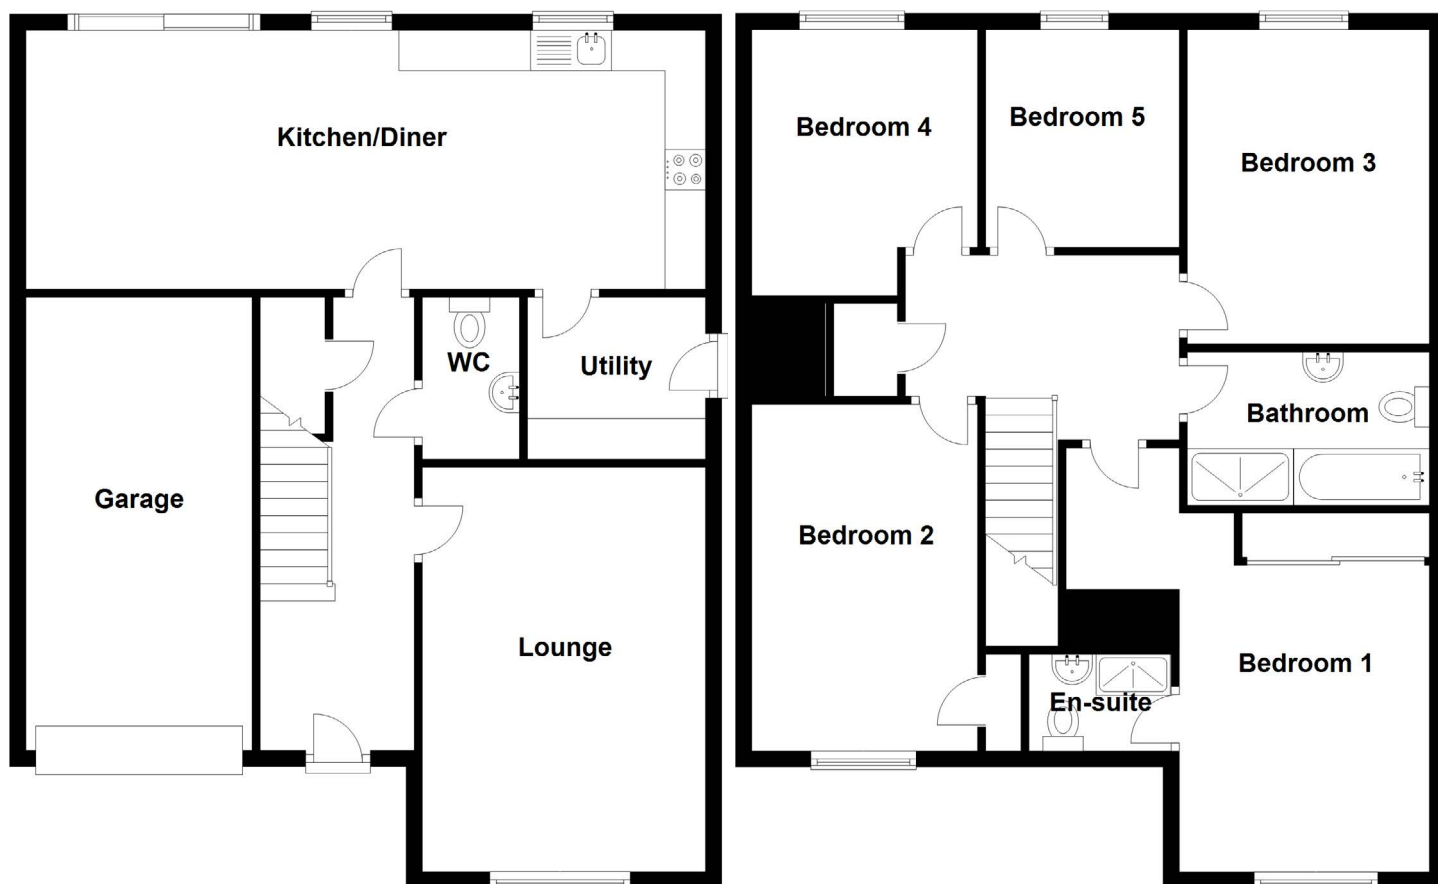 Kitchen/Diner
WC
Utility
Garage
Lounge
Bedroom 4
Bedroom 5
Bedroom 3
Bathroom
Bedroom 2
Bedroom 1
En-suite